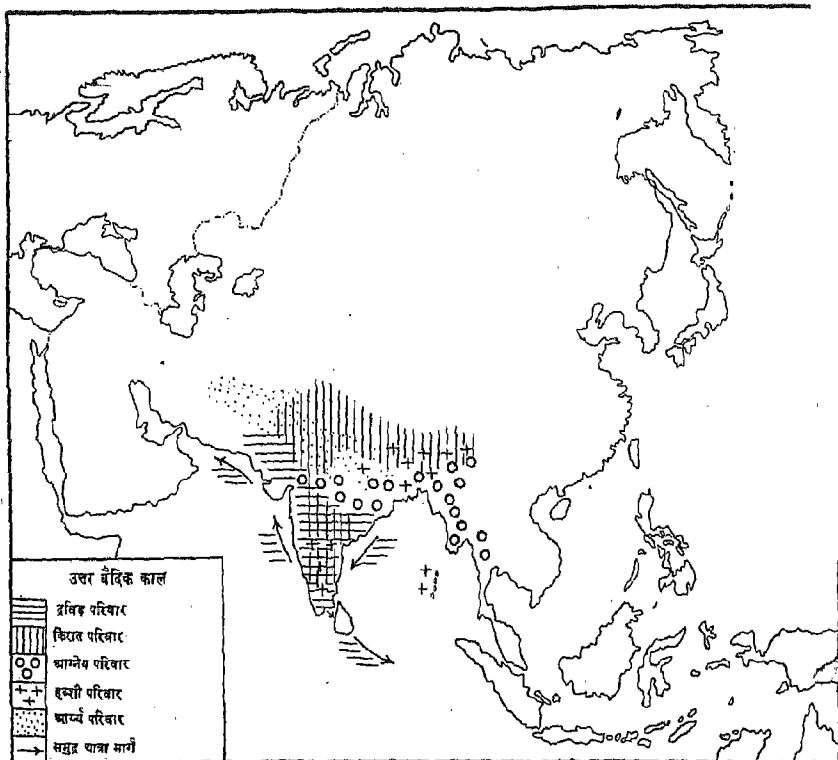 उत्तर वैदिक काल
द्रविड़ परिवार
किरात परिवार
आग्नेय परिवार
हब्शी परिवार
आर्य्य परिवार
समुद्र यात्रा मार्ग